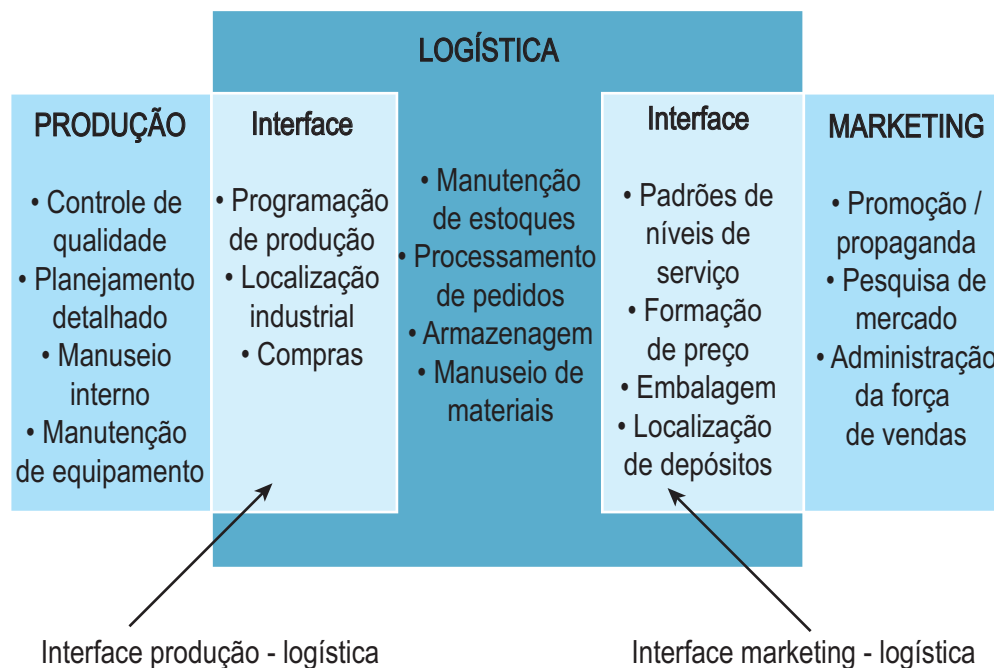 LOGÍSTICA
PRODUÇÃO
• Controle de
qualidade
• Planejamento
detalhado
• Manuseio
interno
• Manutenção
de equipamento
Interface
• Programação
de produção
• Localização
industrial
• Compras
• Manutenção
de estoques
• Processamento
de pedidos
• Armazenagem
• Manuseio de
materiais
Interface
• Padrões de
níveis de
serviço
• Formação
de preço
• Embalagem
• Localização
de depósitos
MARKETING
• Promoção /
propaganda
• Pesquisa de
mercado
• Administração
da força
de vendas
Interface produção - logística
Interface marketing - logística